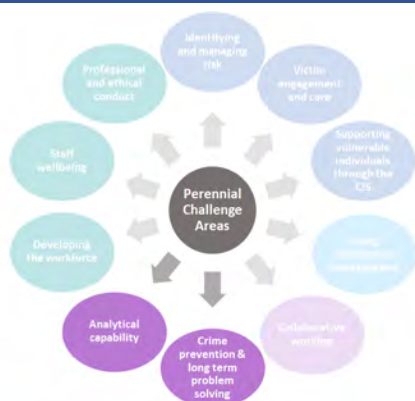 Identifying
and managing
risk
Victim
engagement
and care
Supporting
vulnerable
individuals
through the
CJS
Collaborative
working
Crime
prevention &
long term
problem
solving
Analytical
capability
Developing
the workforce
Staff
wellbeing
Professional
and ethical
conduct
Perennial
Challenge
Areas